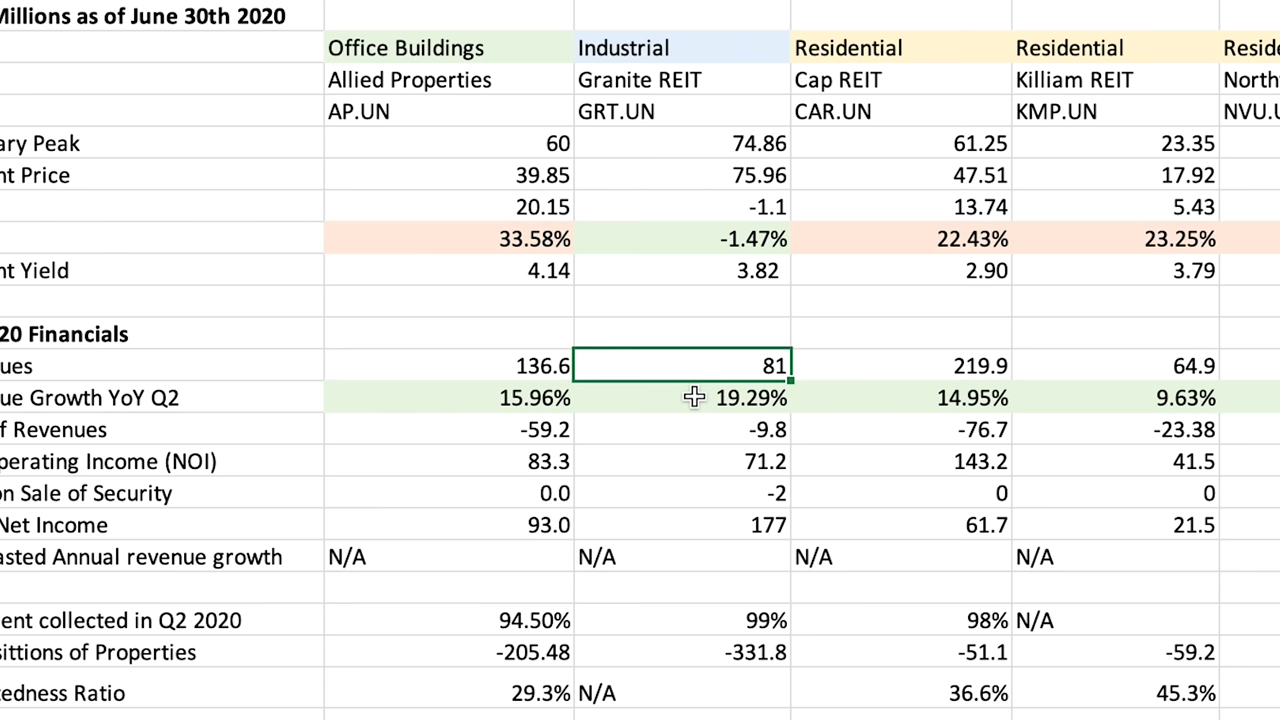 Millions as of June 30th 2020
Office Buildings Industrial Residential Residential Reside
Allied Properties Granite REIT Cap REIT Killiam REIT North
AP.UN GRT.UN CAR.UN KMP.UN NVU.U
ary Peak 60 74.86 61.25 23.35
nt Price 39.85 75.96 47.51 17.92
20.15 -1.1 13.74 5.43
33.58% -1.47% 22.43% 23.25%
nt Yield 4.14 3.82 2.90 3.79
20 Financials
ues 136.6 81 219.9 64.9
ue Growth YoY Q2 15.96% 19.29% 14.95% 9.63%
f Revenues -59.2 -9.8 -76.7 -23.38
perating Income (NOI) 83.3 71.2 143.2 41.5
on Sale of Security 0.0 -2 0 0
Net Income 93.0 177 61.7 21.5
asted Annual revenue growth N/A N/A N/A N/A
ent collected in Q2 2020 94.50% 99% 98% N/A
sittions of Properties -205.48 -331.8 -51.1 -59.2
tedness Ratio 29.3% N/A 36.6% 45.3%